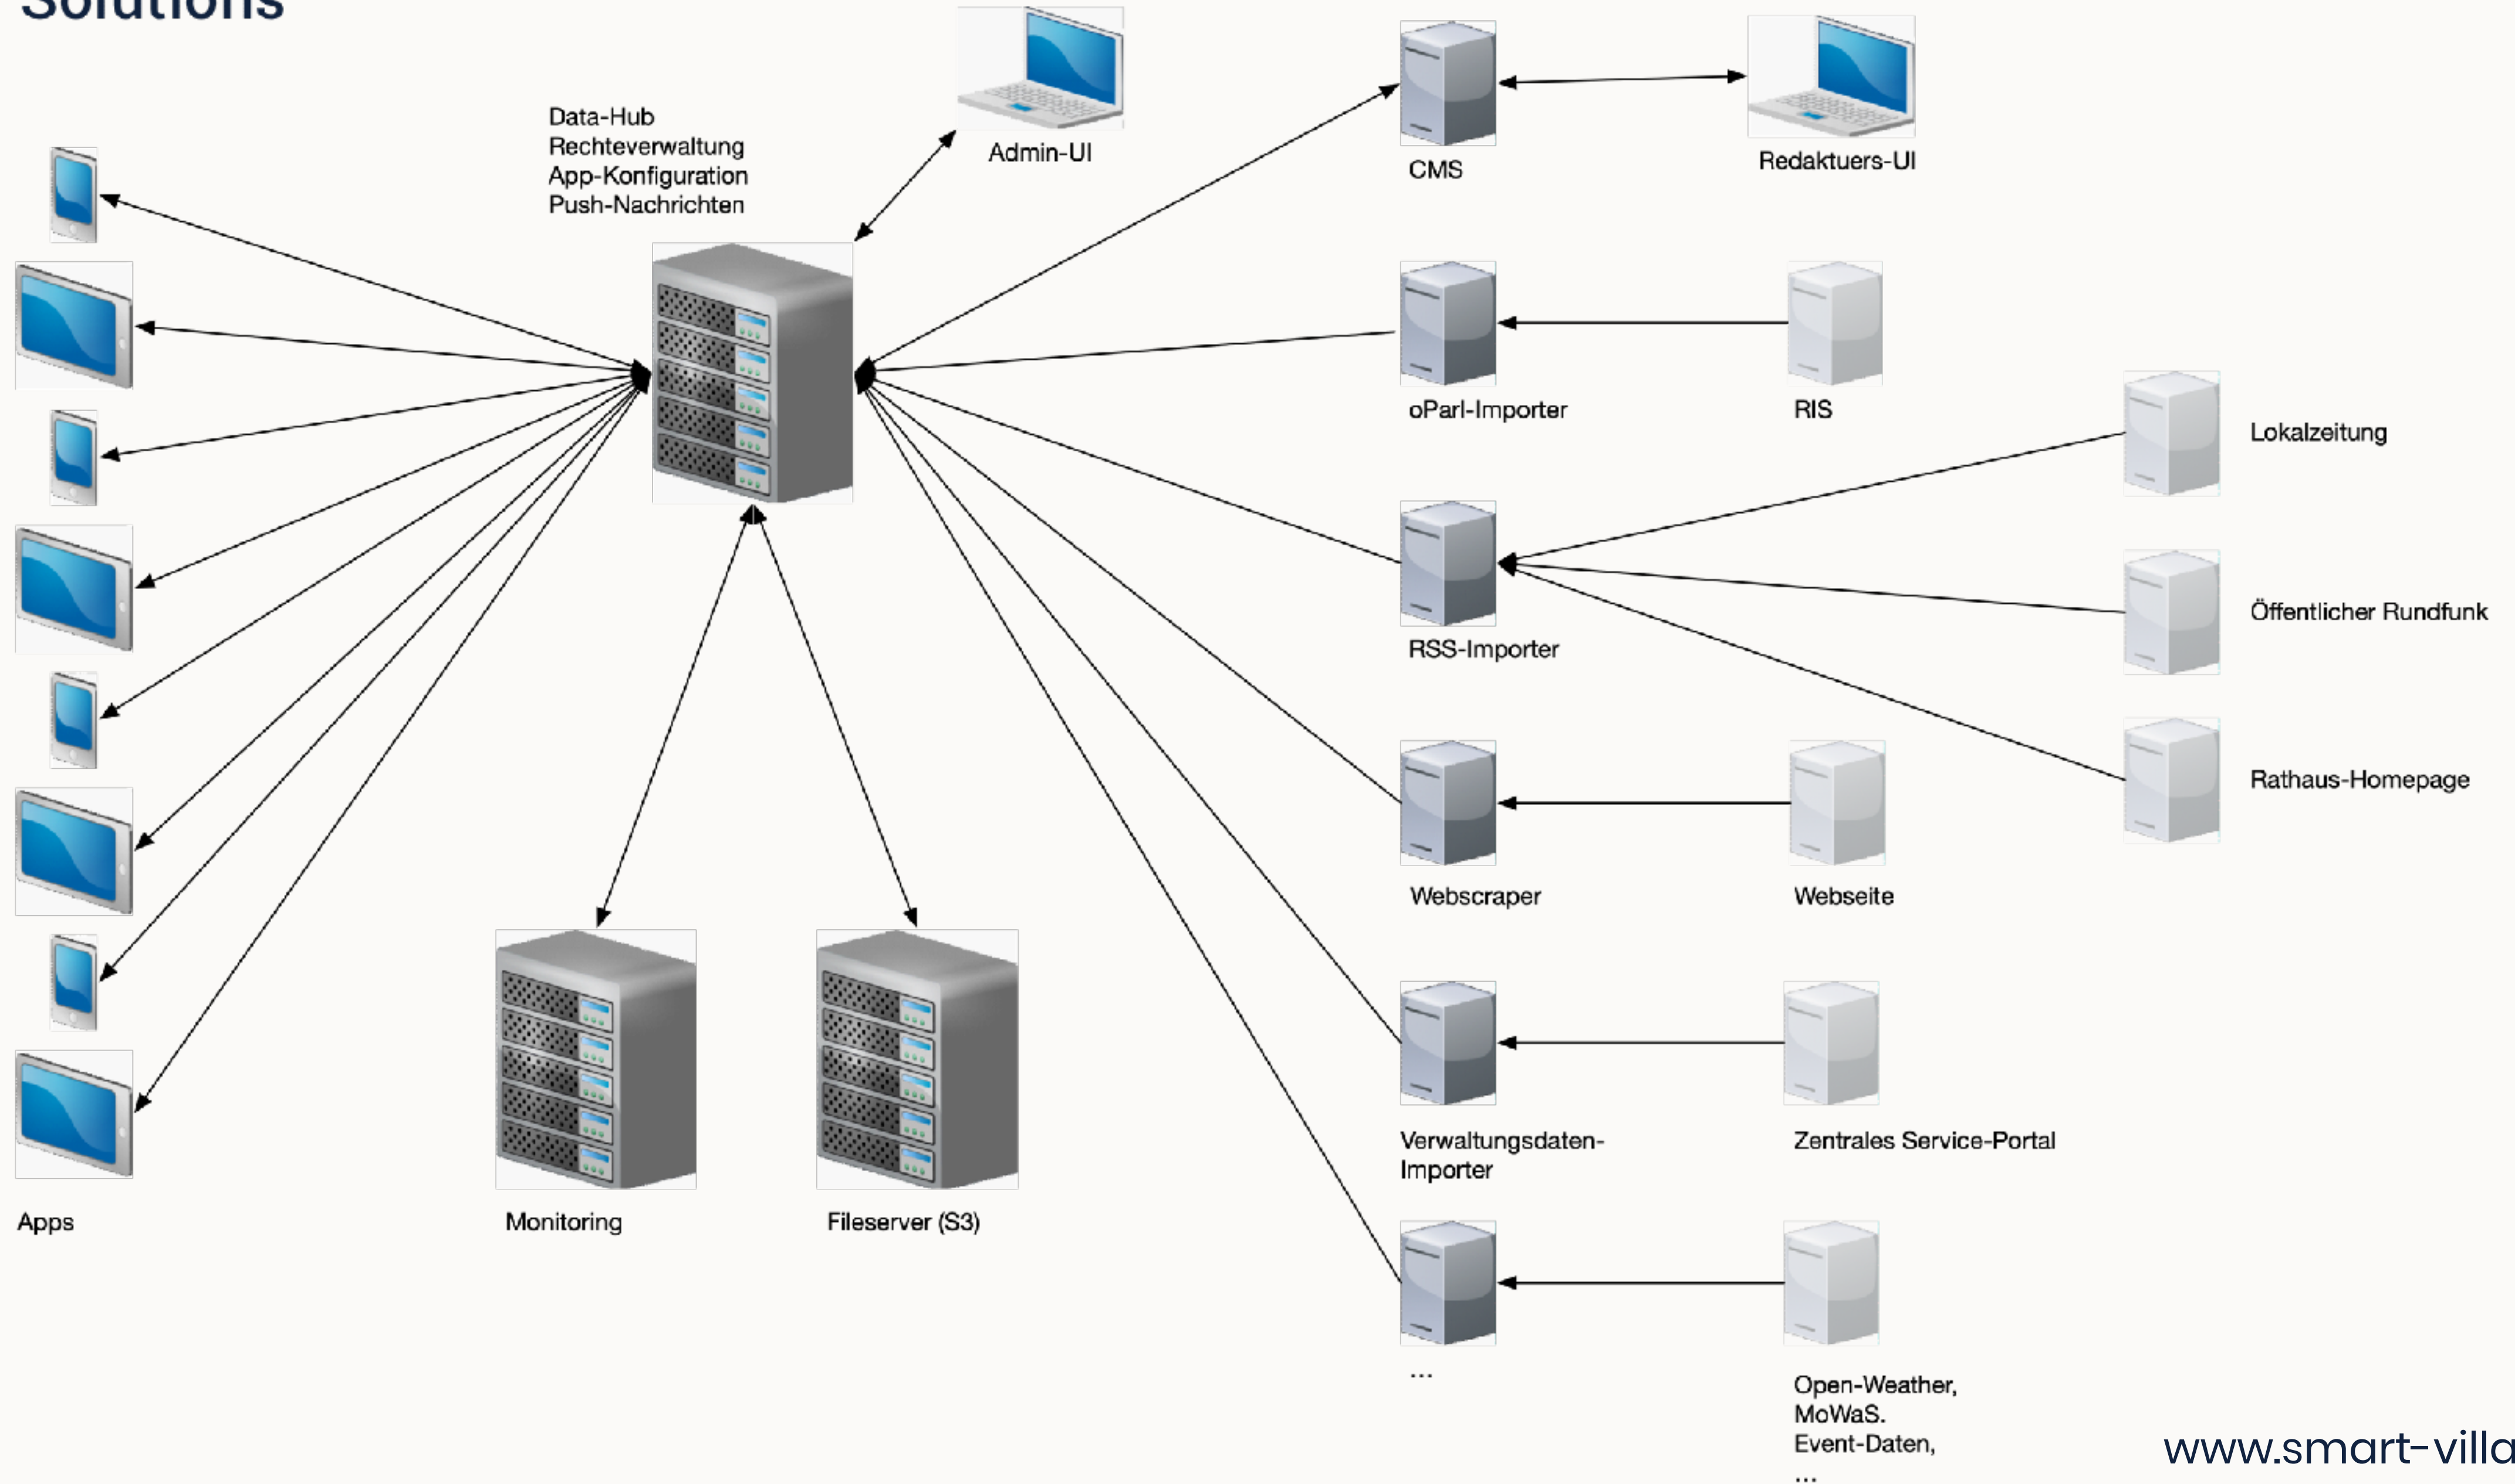 Solutions
Data-Hub
Rechteverwaltung
App-Konfiguration
Push-Nachrichten
Admin-UI
CMS
Redaktuers-UI
oParl-Importer
RIS
Lokalzeitung
RSS-Importer
Öffentlicher Rundfunk
Rathaus-Homepage
Webscraper
Webseite
Verwaltungsdaten-
Importer
Zentrales Service-Portal
Apps
Monitoring
Fileserver (S3)
...
Open-Weather,
MoWaS.
Event-Daten,
...
www.smart-villa